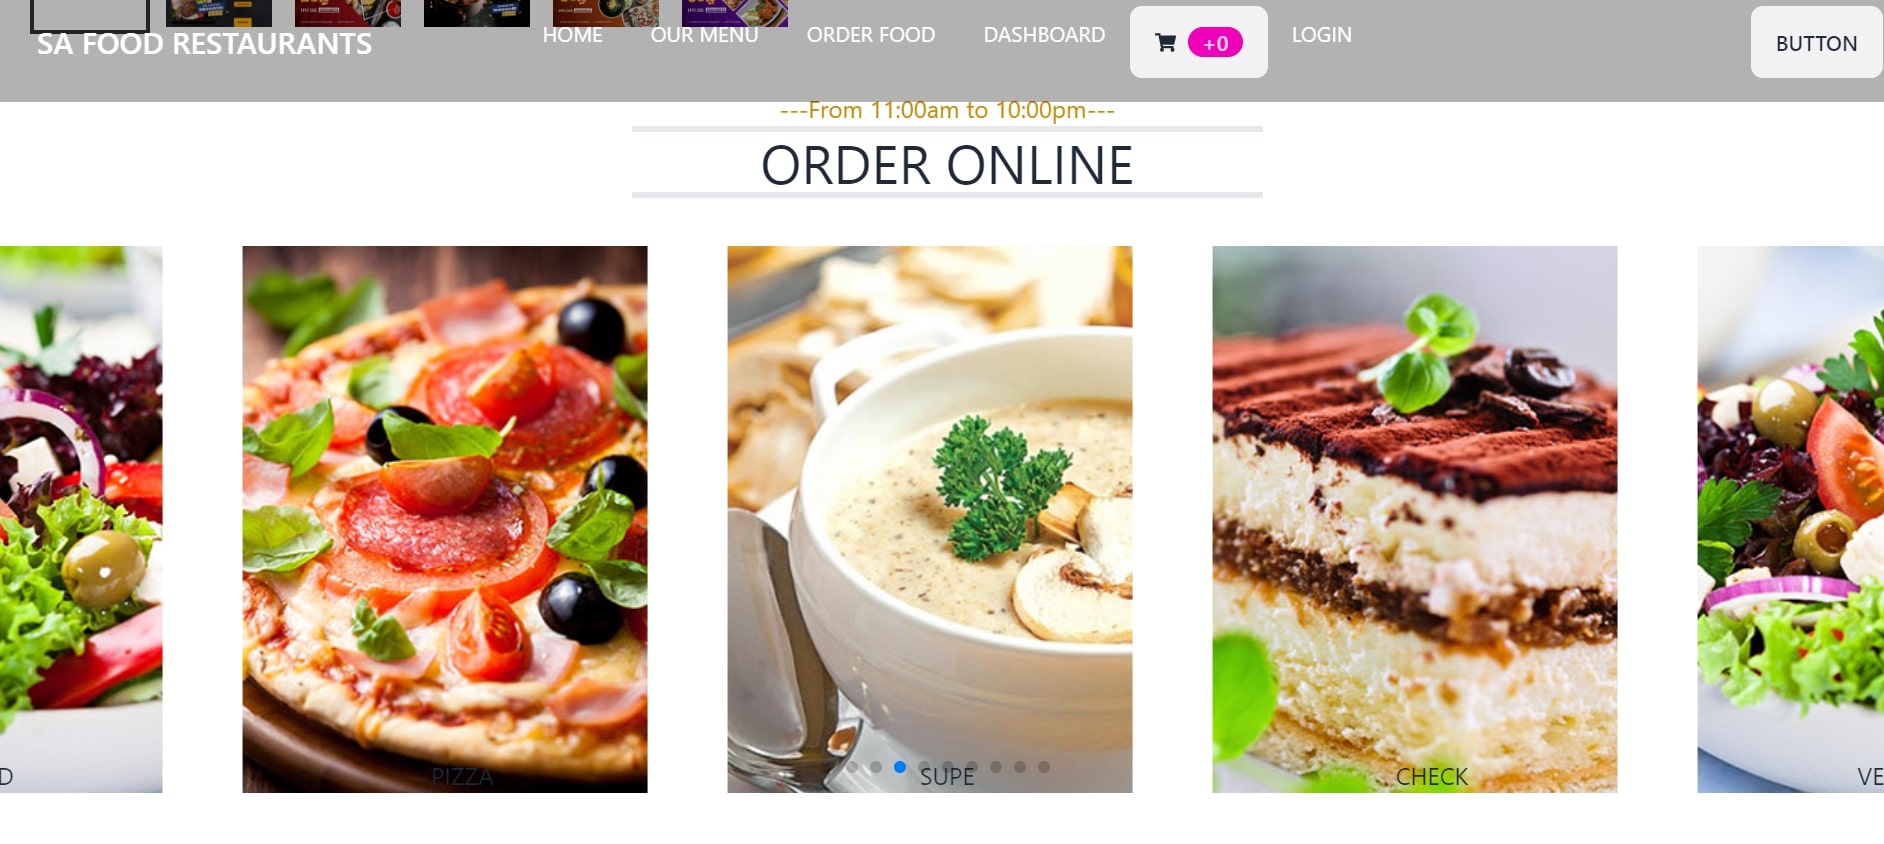 SA FOOD RESTAURANTS
HOME
OUR MENU
ORDER FOOD
DASHBOARD
+0
LOGIN
BUTTON
---From 11:00am to 10:00pm---
ORDER ONLINE
D
PIZZA
SUPE
CHECK
VE